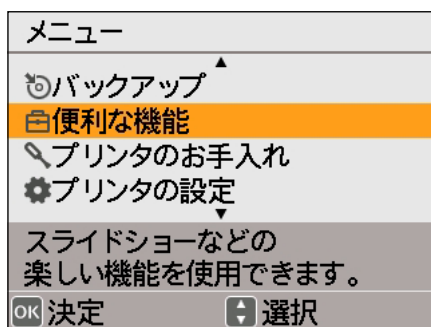 メニュー
バックアップ
便利な機能
プリンタのお手入れ
プリンタの設定
スライドショーなどの
楽しい機能を使用できます。
OK 決定 選択